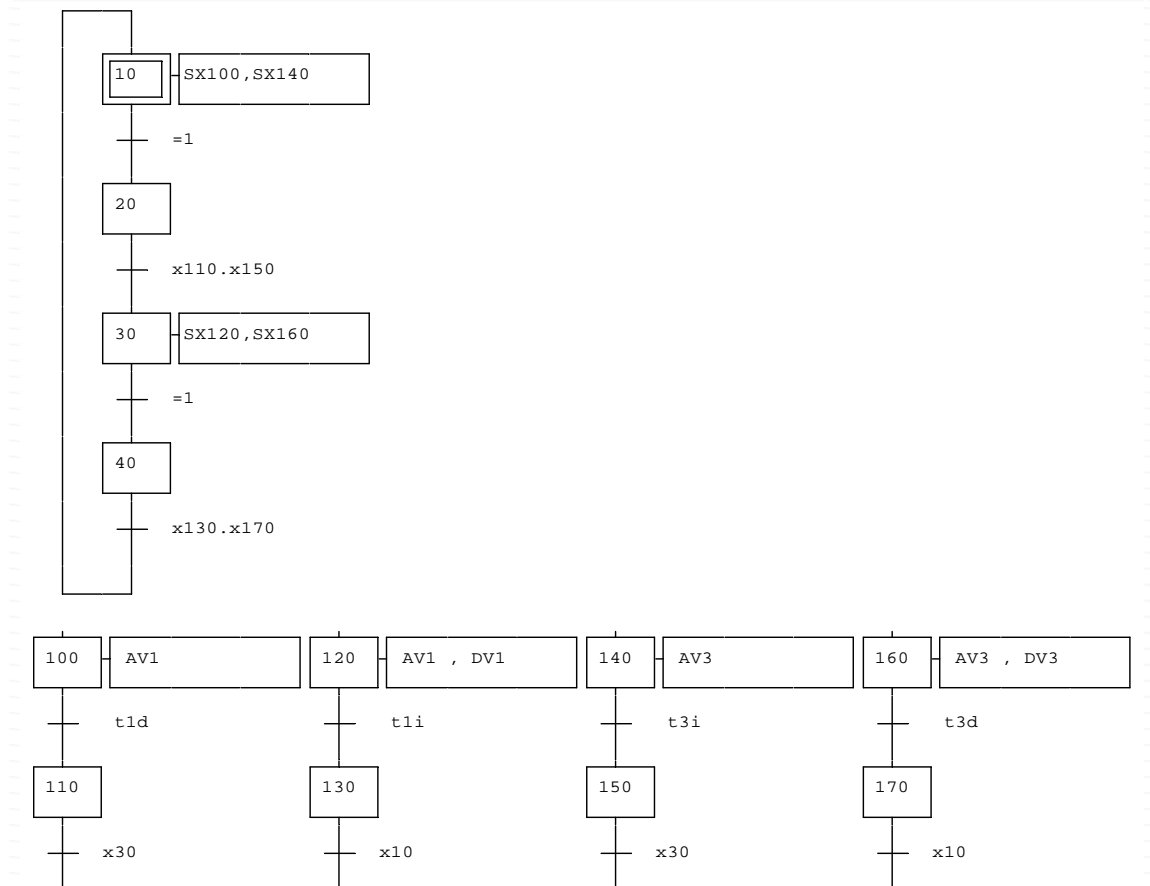 10 SX100,SX140
=1
20
x110.x150
30 SX120,SX160
=1
40
x130.x170
100 AV1 120 AV1 , DV1 140 AV3 160 AV3 , DV3
t1d t1i t3i t3d
110 130 150 170
x30 x10 x30 x10